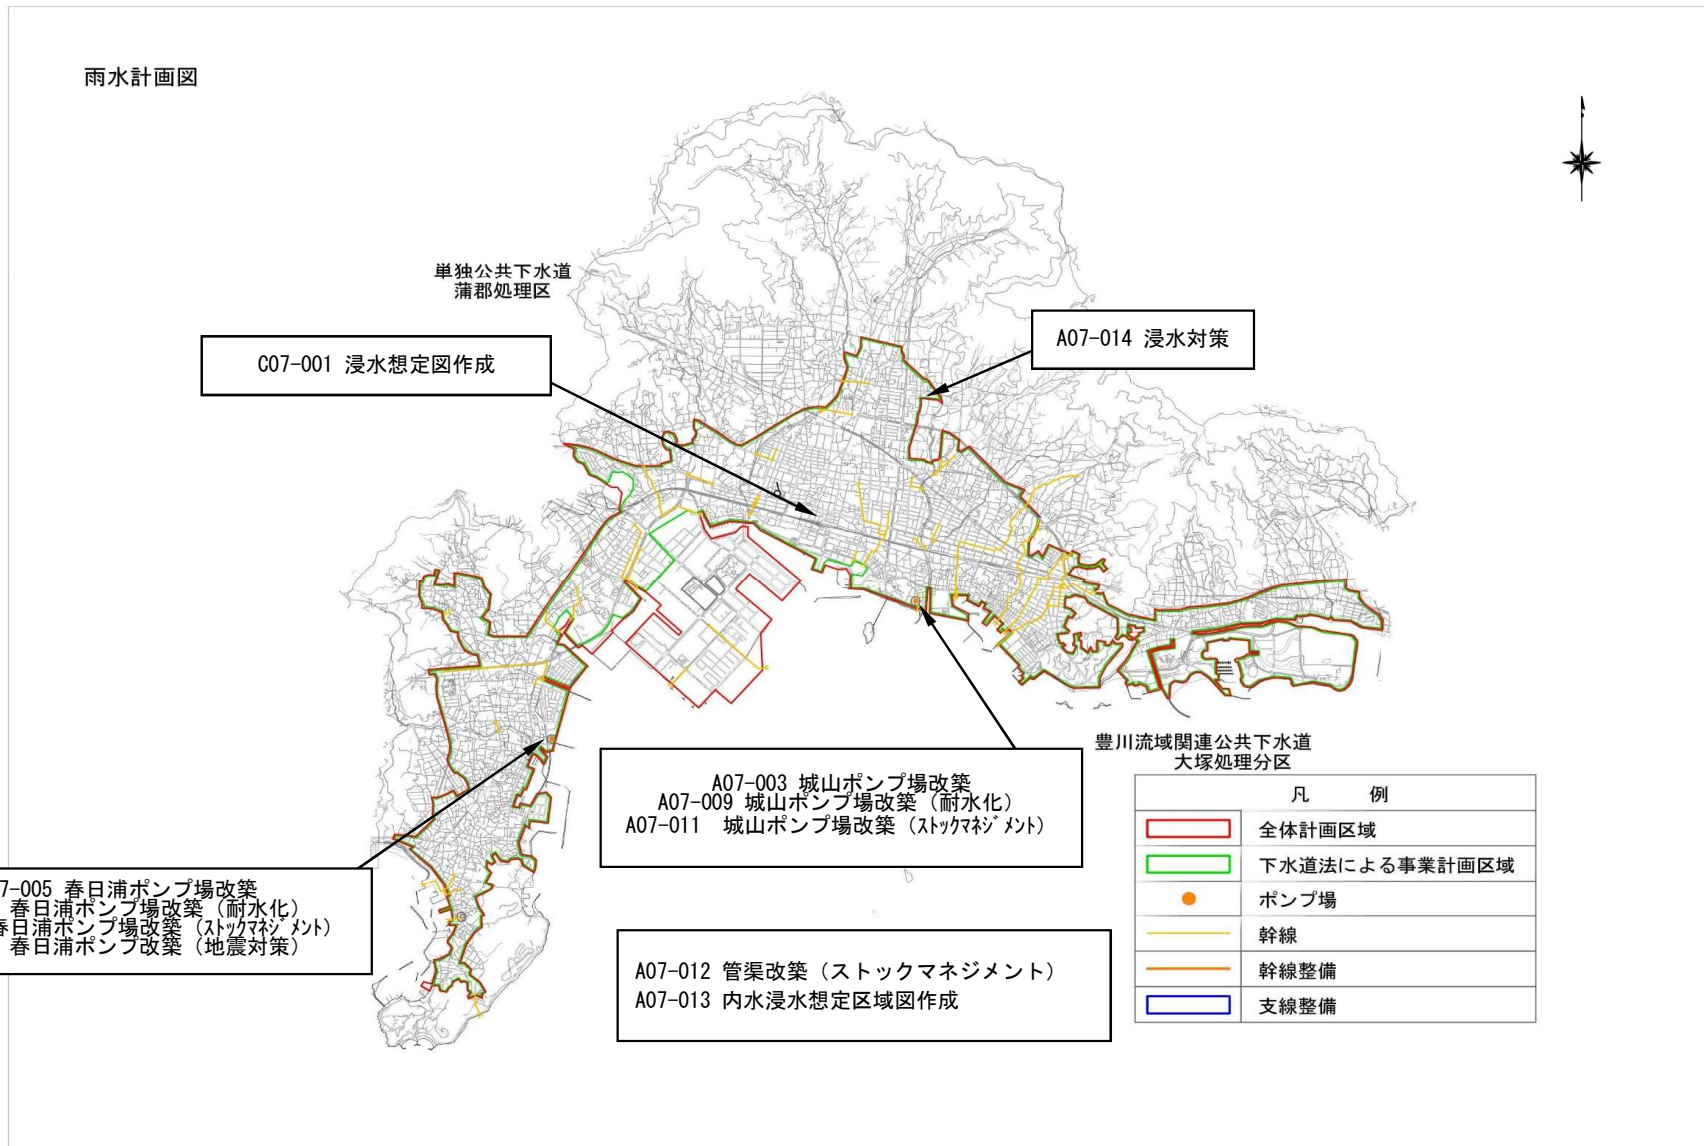 雨水計画図
単独公共下水道
蒲郡処理区
C07-001 浸水想定図作成
A07-014 浸水対策
A07-003 城山ポンプ場改築
A07-009 城山ポンプ場改築（耐水化）
A07-011 城山ポンプ場改築（ｽﾄｯｸﾏﾈｼﾞﾒﾝﾄ）
7-005 春日浦ポンプ場改築
春日浦ポンプ場改築（耐水化）
春日浦ポンプ場改築（ｽﾄｯｸﾏﾈｼﾞﾒﾝﾄ）
春日浦ポンプ改築（地震対策）
A07-012 管渠改築（ストックマネジメント）
A07-013 内水浸水想定区域図作成
豊川流域関連公共下水道
大塚処理分区
凡 例
全体計画区域
下水道法による事業計画区域
ポンプ場
幹線
幹線整備
支線整備